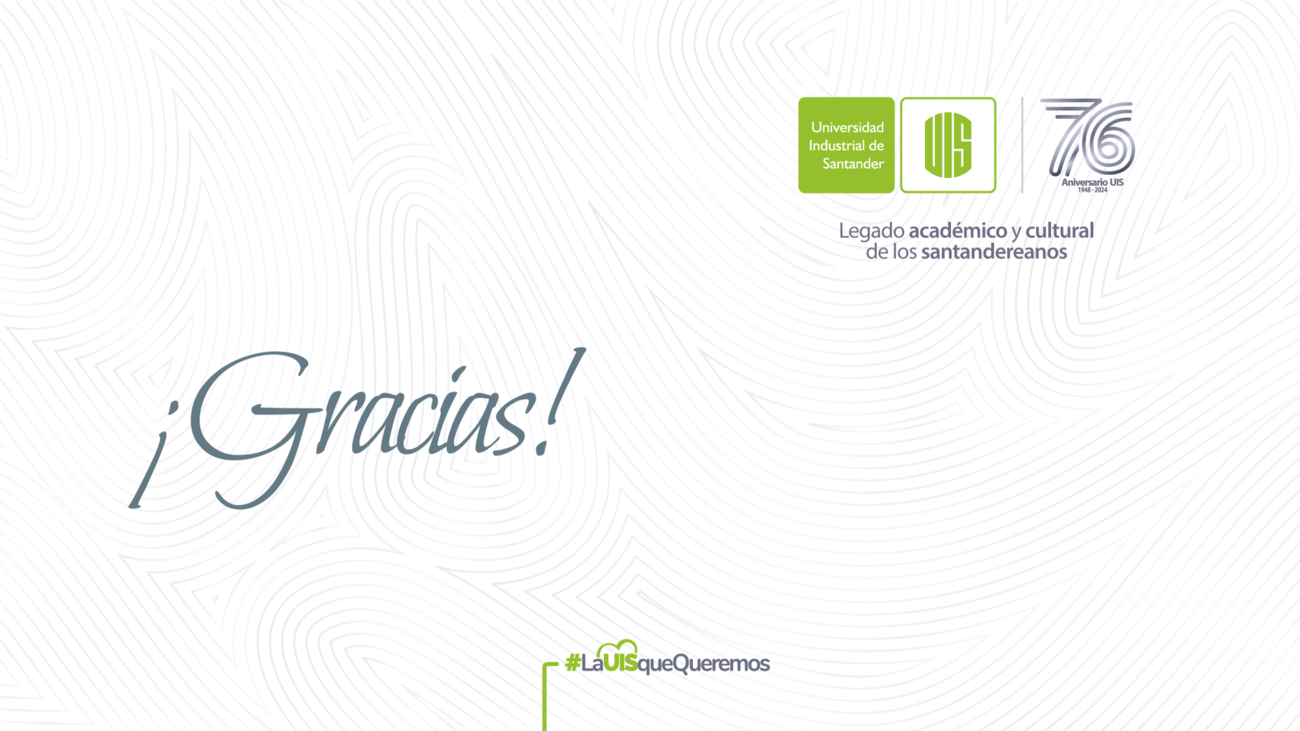 Universidad
Industrial de
Santander
UIS
76
Aniversario UIS
1948 - 2024
Legado académico y cultural
de los santandereanos
¡Gracias!
#LaUISqueQueremos